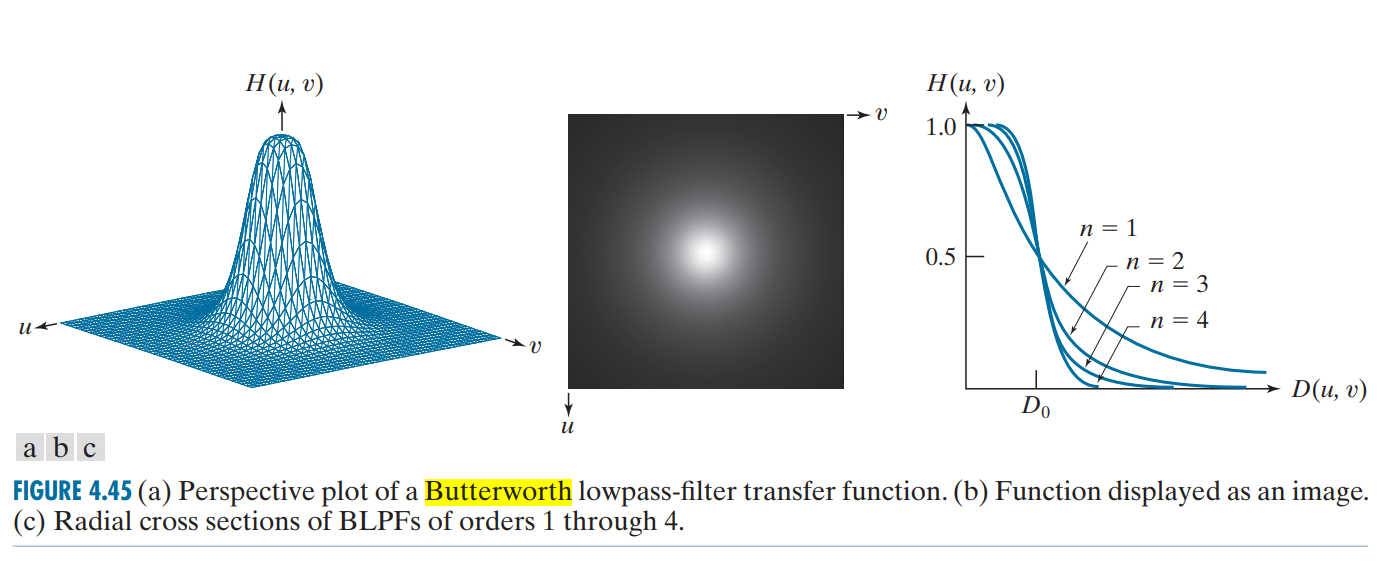 H(u, v)
u
v
v
u
H(u, v)
1.0
0.5
n = 1
n = 2
n = 3
n = 4
D₀
D(u, v)
a b c
FIGURE 4.45 (a) Perspective plot of a Butterworth lowpass-filter transfer function. (b) Function displayed as an image.
(c) Radial cross sections of BLPFs of orders 1 through 4.